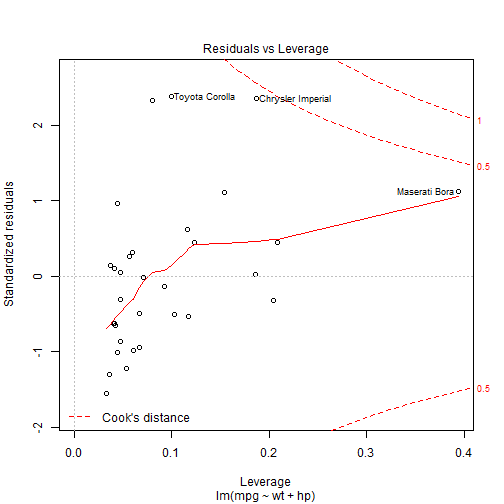 Residuals vs Leverage
Toyota Corolla
Chrysler Imperial
1
0.5
Maserati Bora
0.5
Cook's distance
Standardized residuals
2
1
0
-1
-2
0.0 0.1 0.2 0.3 0.4
Leverage
lm(mpg ~ wt + hp)